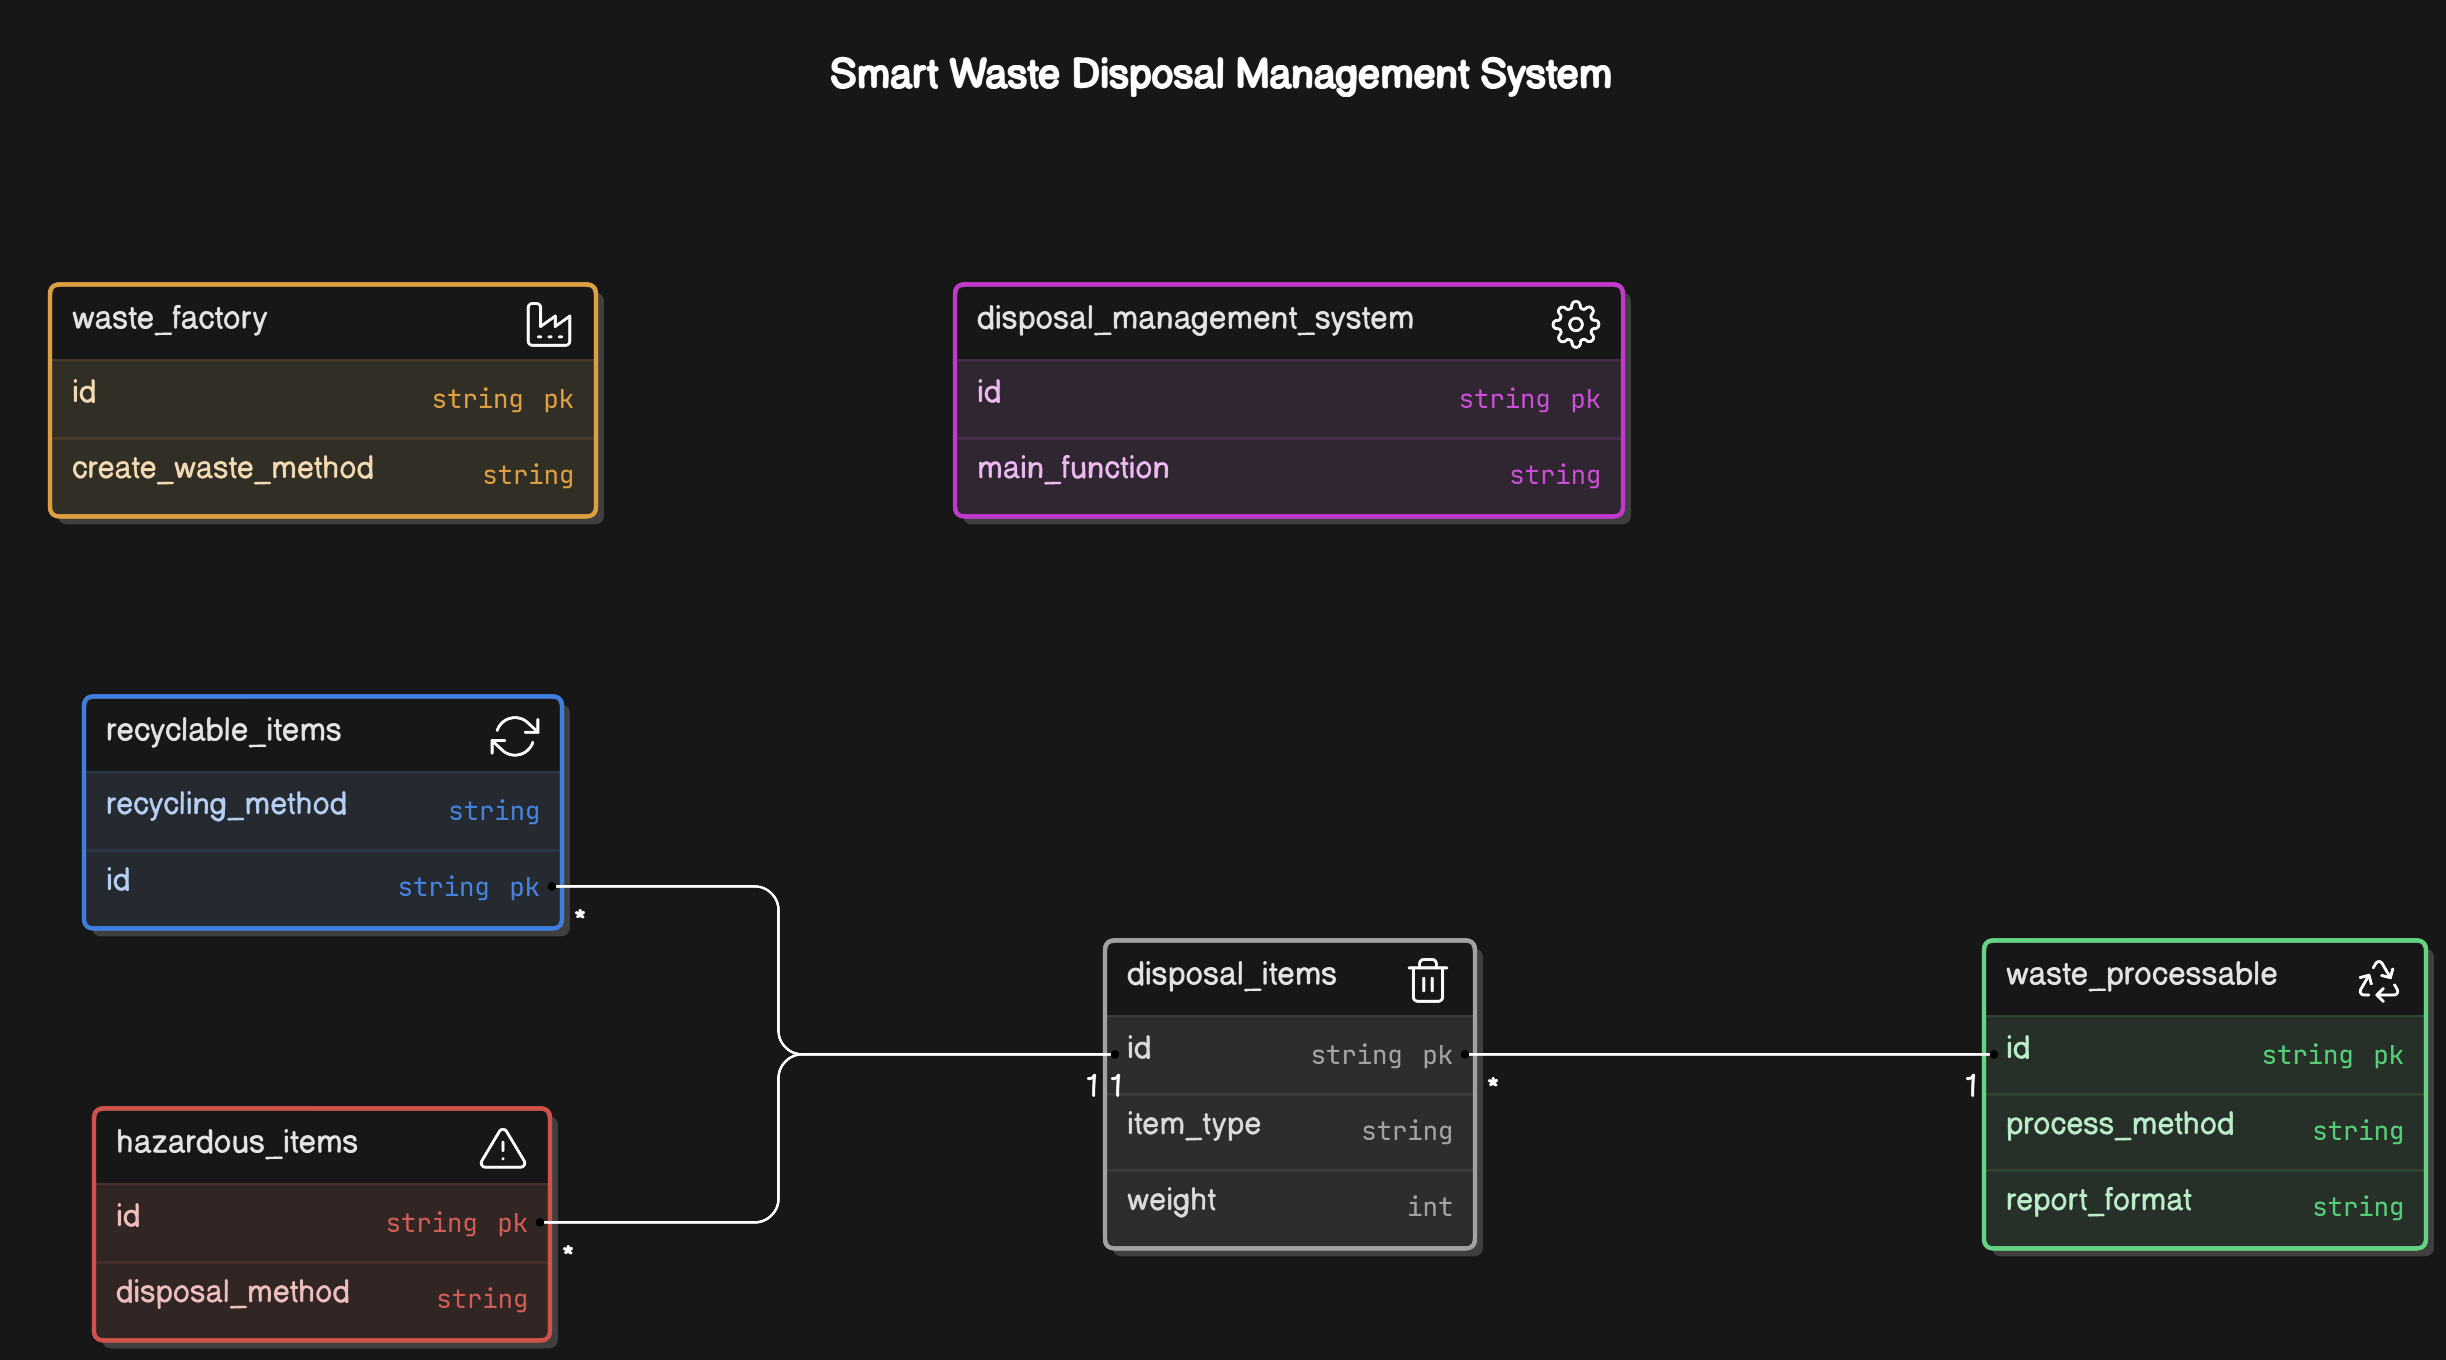 Smart Waste Disposal Management System
waste_factory
id string pk
create_waste_method string
disposal_management_system
id string pk
main_function string
recyclable_items
recycling_method string
id string pk
*
hazardous_items
id string pk
*
disposal_method string
disposal_items
id string pk
1 1
*
item_type string
weight int
waste_processable
id string pk
1
process_method string
report_format string